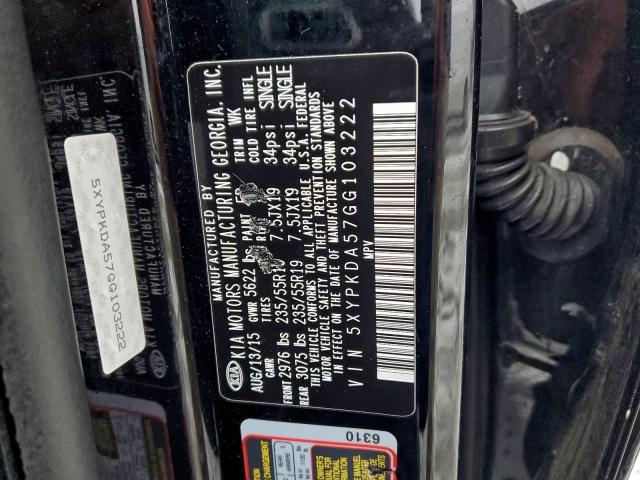 MANUFACTURED BY
KIA MOTORS MANUFACTURING GEORGIA, INC.
AUG/13/15 GVWR 5622 lbs PAINT TRIM WK
GAWR TIRES RIMS COLD TIRE INFL
FRONT 2976 lbs 235/55R19 7.5JX19 34psi SINGLE
REAR 3075 lbs 235/55R19 7.5JX19 34psi SINGLE
THIS VEHICLE CONFORMS TO ALL APPLICABLE U.S.A FEDERAL
MOTOR VEHICLE SAFETY AND THEFT PREVENTION STANDARDS
IN EFFECT ON THE DATE OF MANUFACTURE SHOWN ABOVE
VIN 5XYPKDA57GG103222
MPV
KIA
6310
5XYPKDA57GG103222